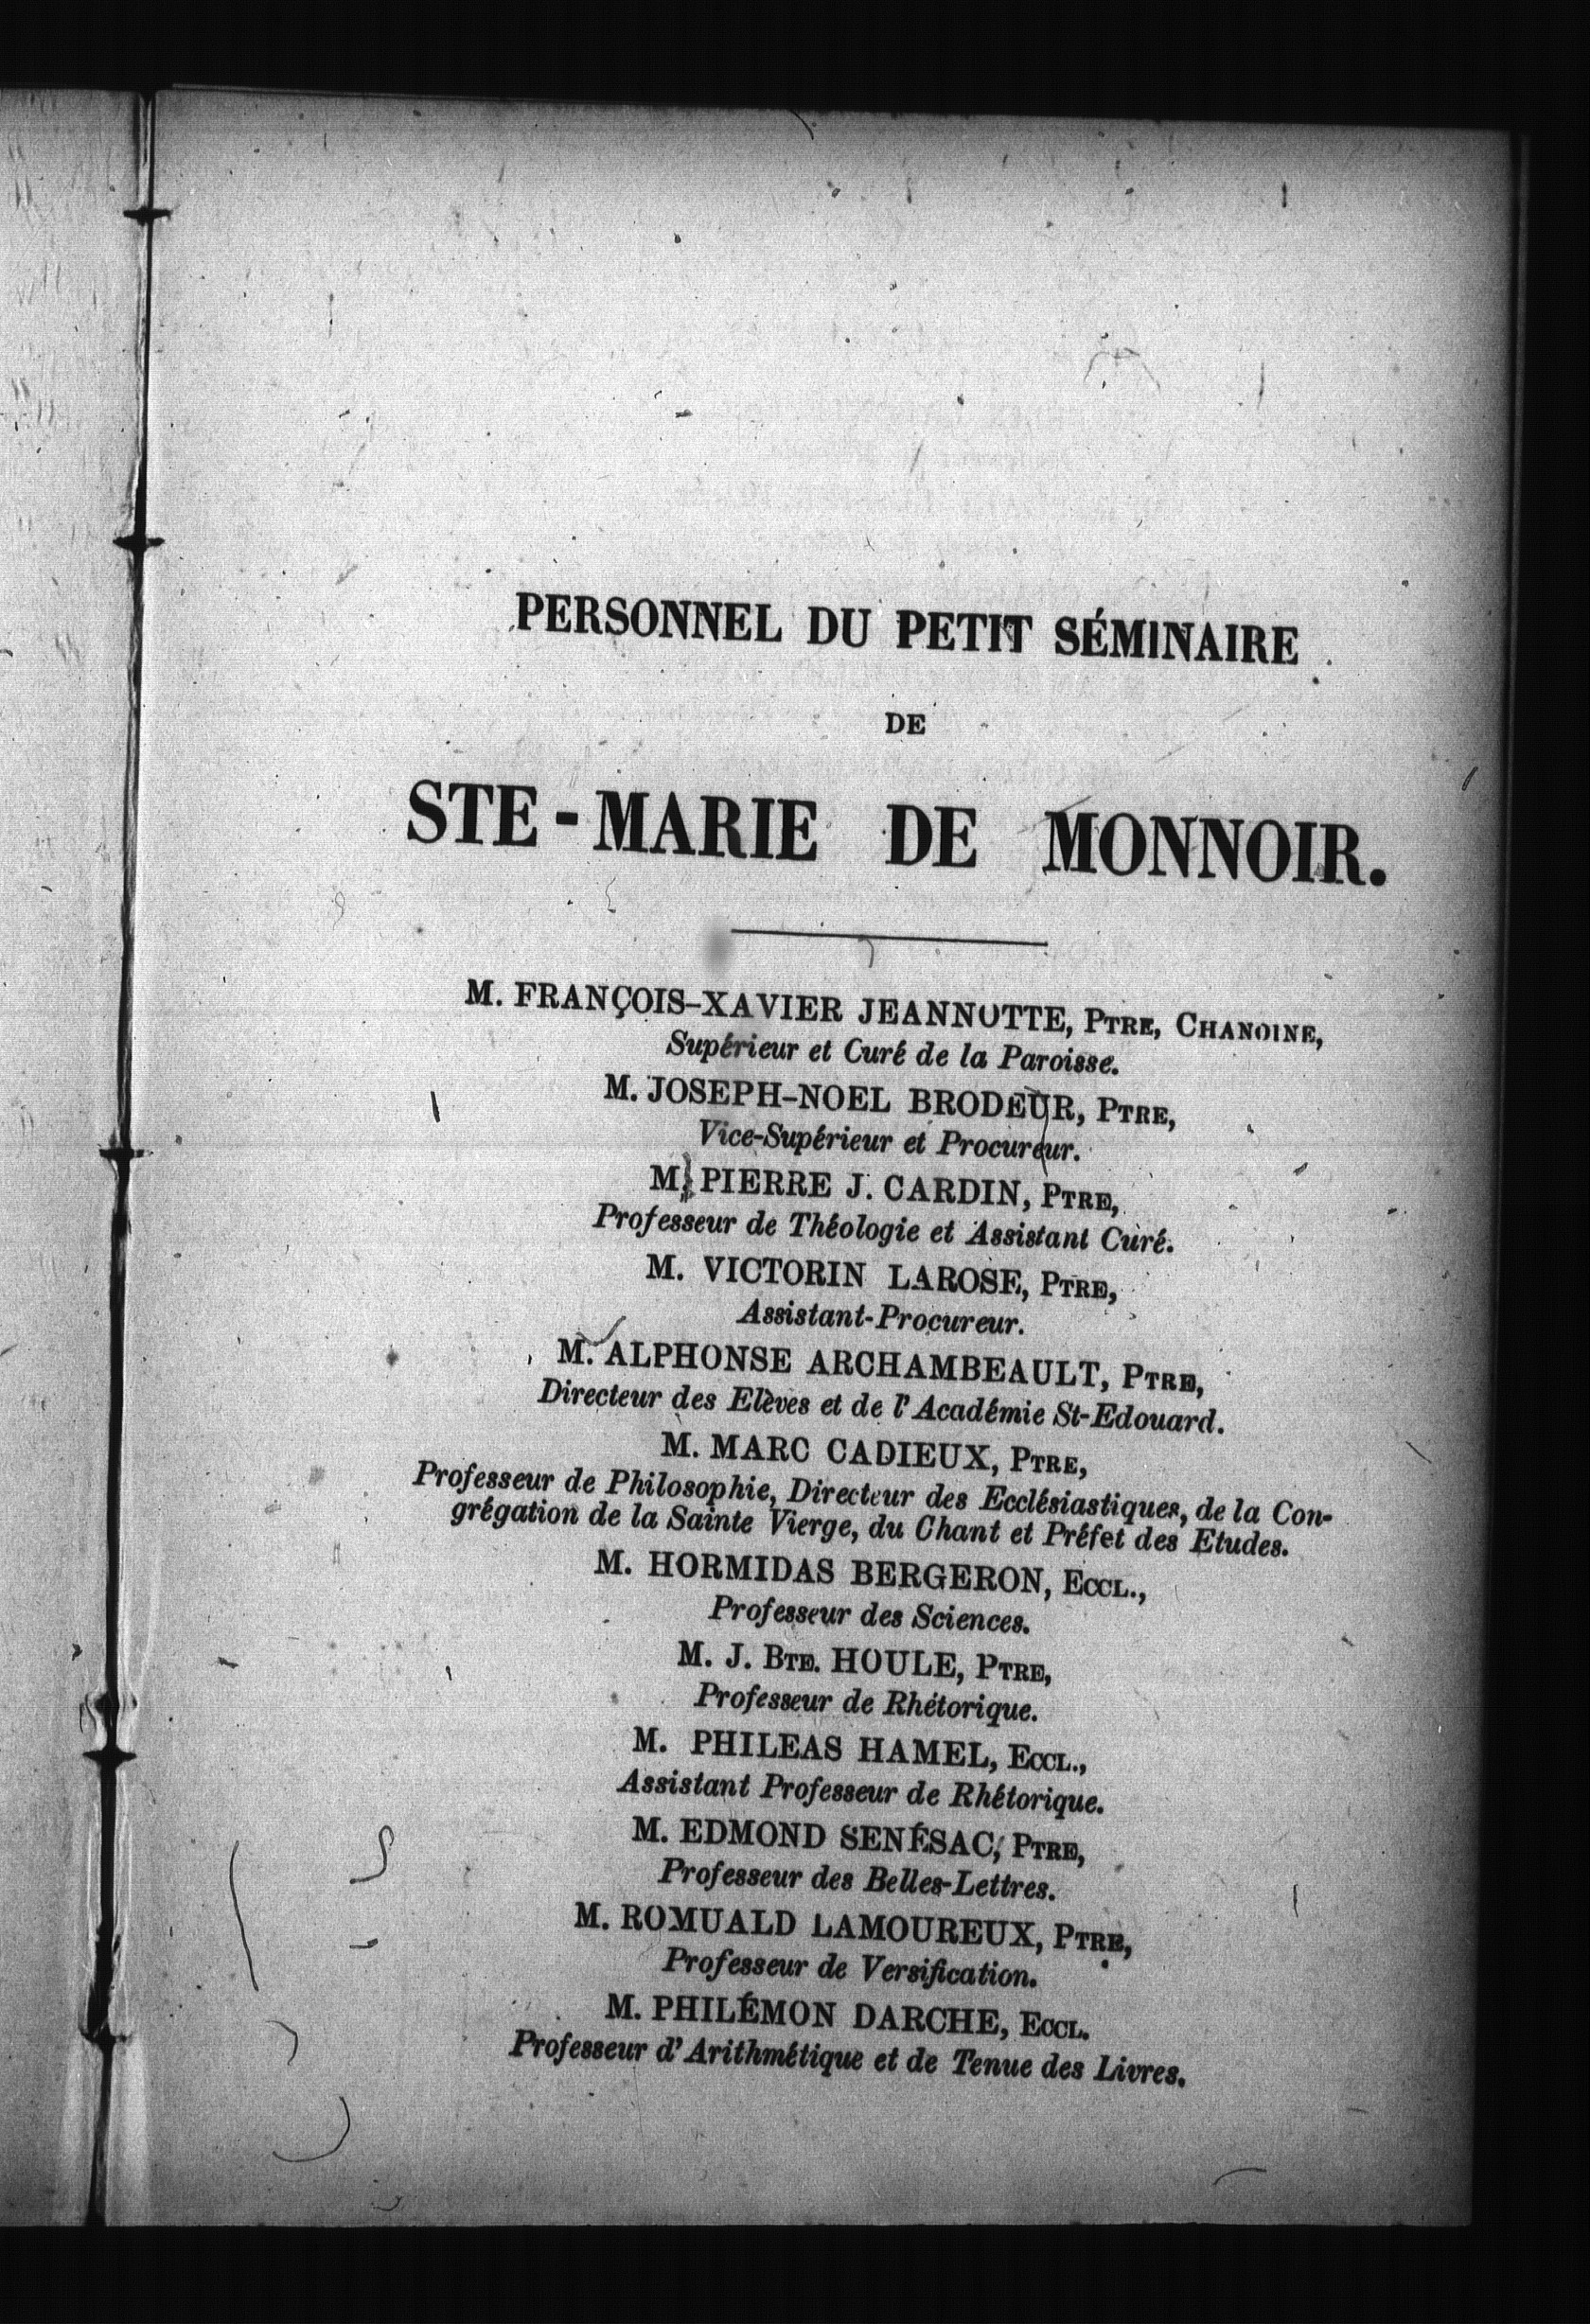 PERSONNEL DU PETIT SÉMINAIRE
DE
STE-MARIE DE MONNOIR.
M. FRANÇOIS-XAVIER JEANNOTTE, PTRE, CHANOINE,
Supérieur et Curé de la Paroisse.
M. JOSEPH-NOEL BRODEUR, PTRE,
Vice-Supérieur et Procureur.
M. PIERRE J. CARDIN, PTRE,
Professeur de Théologie et Assistant Curé.
M. VICTORIN LAROSE, PTRE,
Assistant-Procureur.
M. ALPHONSE ARCHAMBEAULT, PTRE,
Directeur des Elèves et de l'Académie St-Edouard.
M. MARC CADIEUX, PTRE,
Professeur de Philosophie, Directeur des Ecclésiastiques, de la Con-
grégation de la Sainte Vierge, du Chant et Préfet des Etudes.
M. HORMIDAS BERGERON, ECCL.,
Professeur des Sciences.
M. J. BTE. HOULE, PTRE,
Professeur de Rhétorique.
M. PHILEAS HAMEL, ECCL.,
Assistant Professeur de Rhétorique.
M. EDMOND SENÉSAC, PTRE,
Professeur des Belles-Lettres.
M. ROMUALD LAMOUREUX, PTRE,
Professeur de Versification.
M. PHILÉMON DARCHE, ECCL.
Professeur d'Arithmétique et de Tenue des Livres.